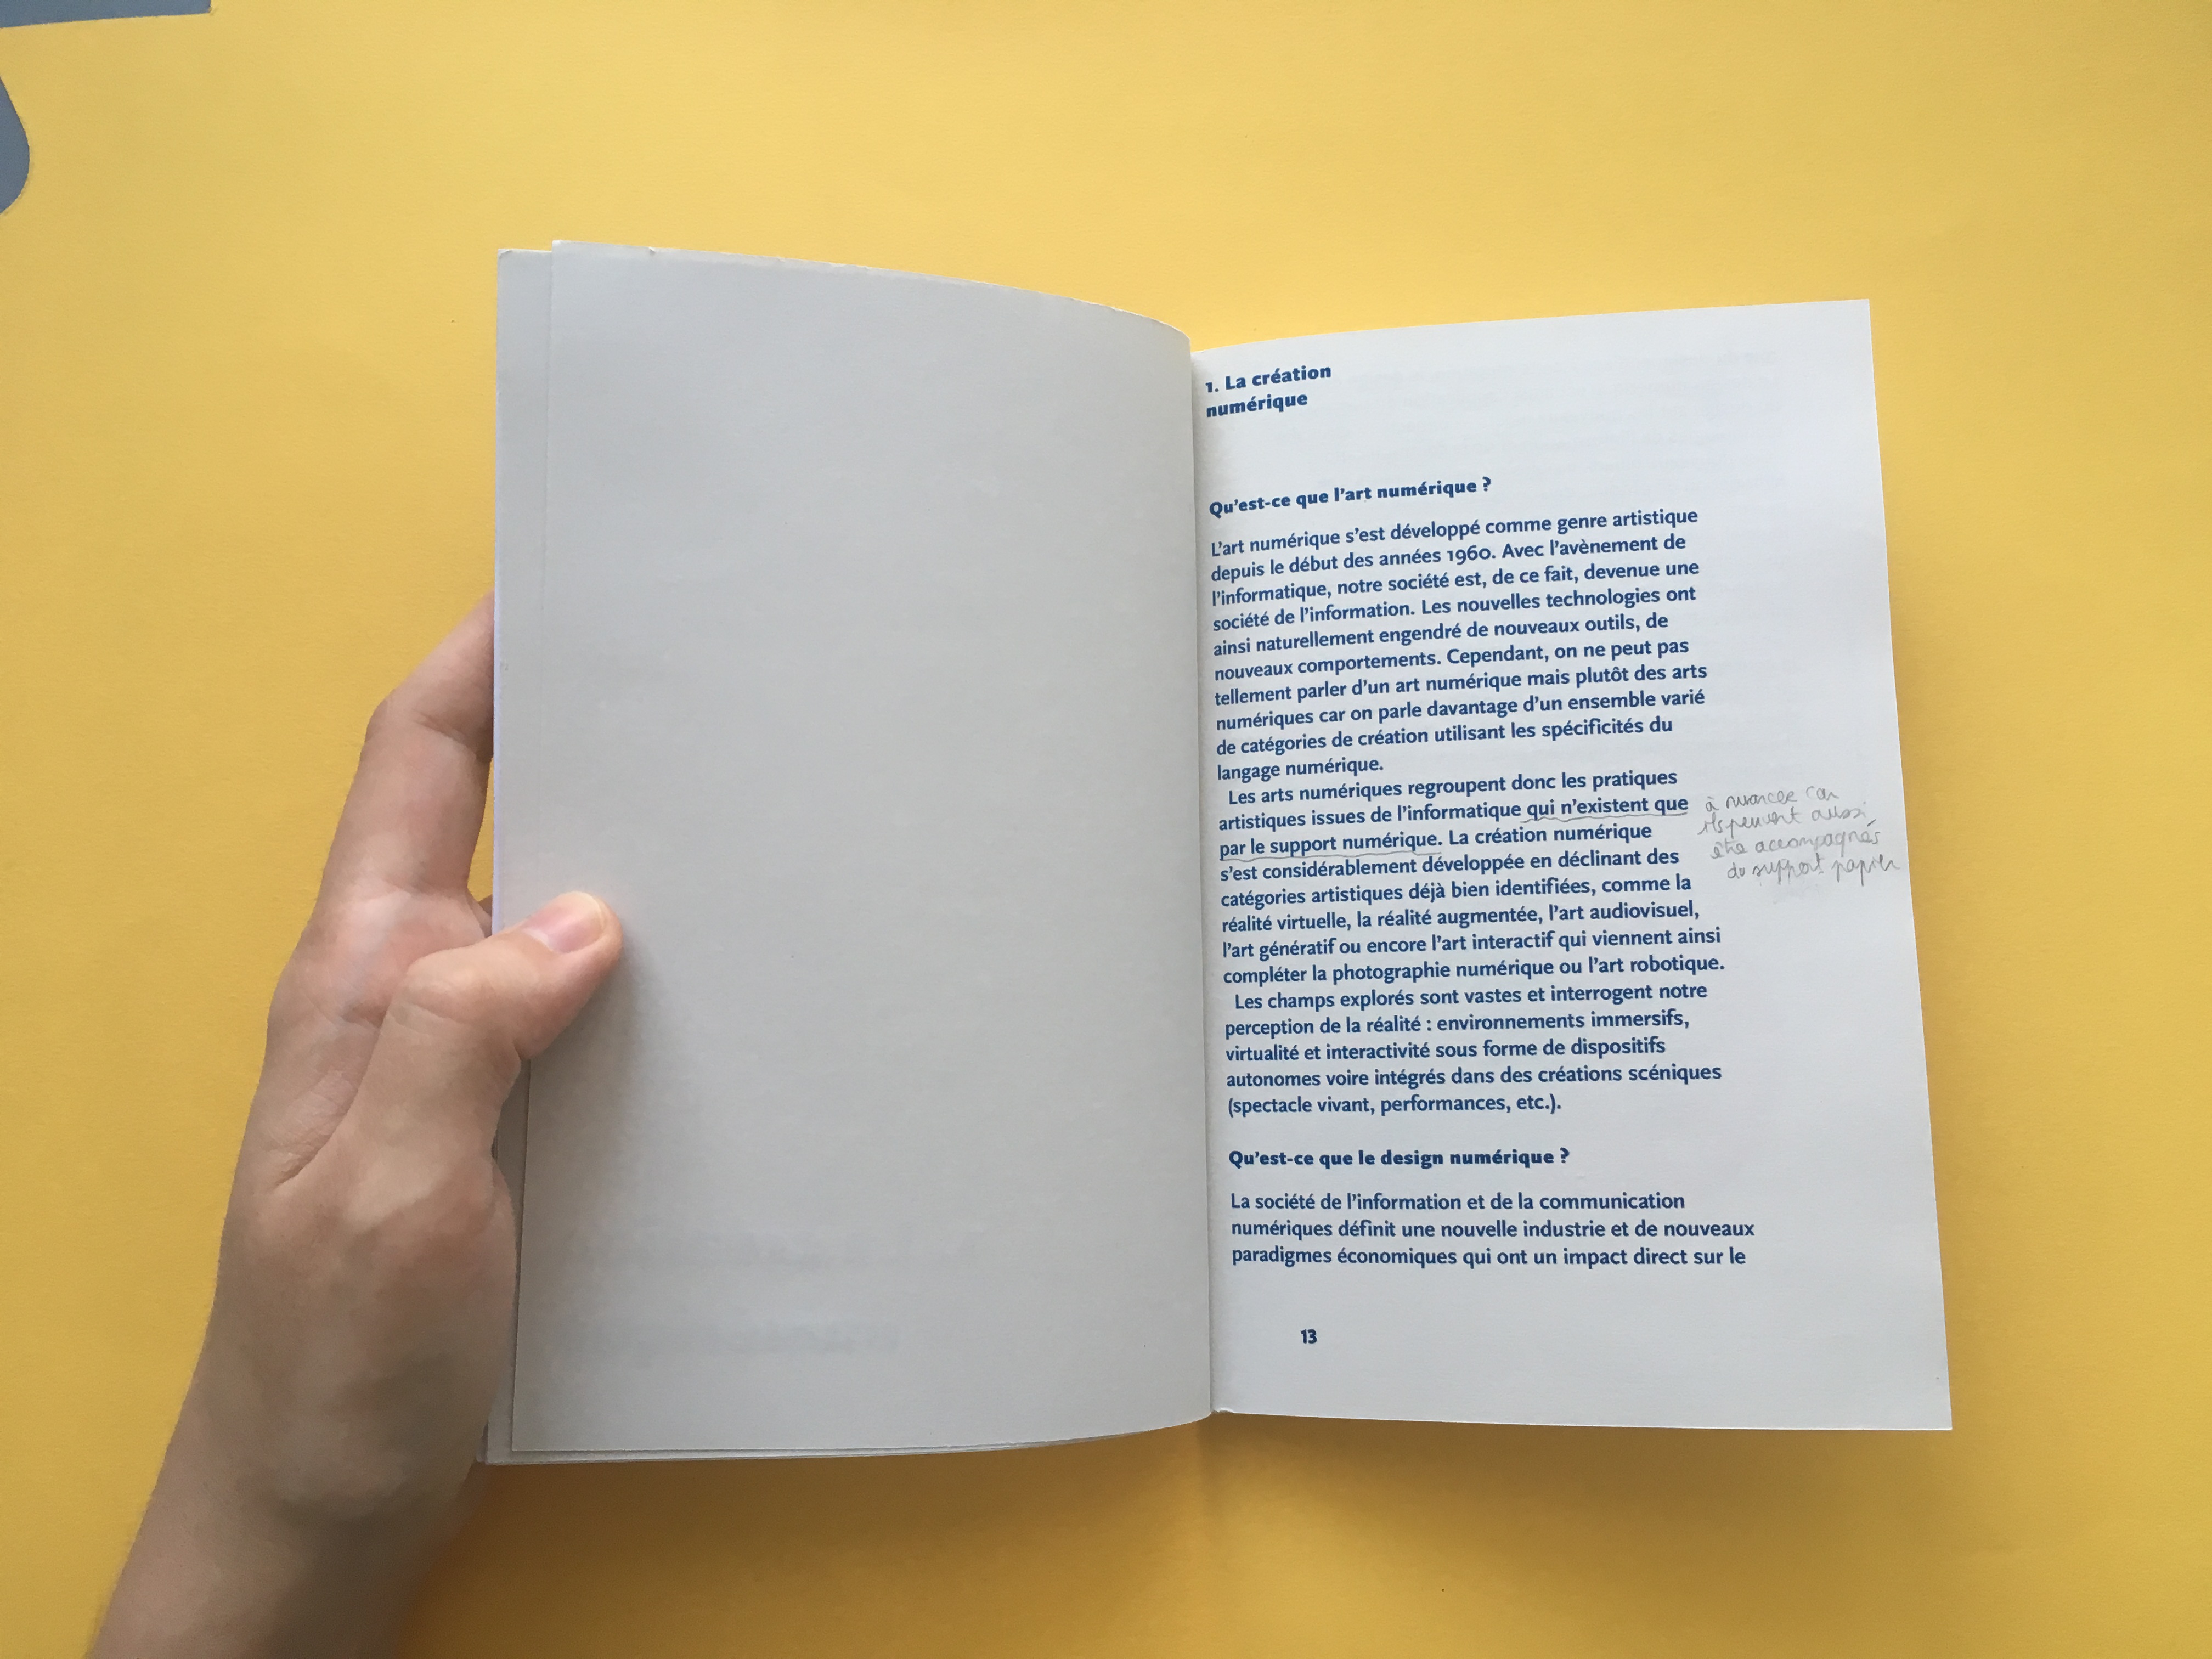 1. La création
numérique
Qu'est-ce que l'art numérique ?
L'art numérique s'est développé comme genre artistique
depuis le début des années 1960. Avec l'avènement de
l'informatique, notre société est, de ce fait, devenue une
société de l'information. Les nouvelles technologies ont
ainsi naturellement engendré de nouveaux outils, de
nouveaux comportements. Cependant, on ne peut pas
tellement parler d'un art numérique mais plutôt des arts
numériques car on parle davantage d'un ensemble varié
de catégories de création utilisant les spécificités du
langage numérique.
Les arts numériques regroupent donc les pratiques
artistiques issues de l'informatique qui n'existent que
par le support numérique. La création numérique
s'est considérablement développée en déclinant des
catégories artistiques déjà bien identifiées, comme la
réalité virtuelle, la réalité augmentée, l'art audiovisuel,
l'art génératif ou encore l'art interactif qui viennent ainsi
compléter la photographie numérique ou l'art robotique.
Les champs explorés sont vastes et interrogent notre
perception de la réalité : environnements immersifs,
virtualité et interactivité sous forme de dispositifs
autonomes voire intégrés dans des créations scéniques
(spectacle vivant, performances, etc.).
à nuancer car
ils peuvent aussi
être accompagnés
du support papier
Qu'est-ce que le design numérique ?
La société de l'information et de la communication
numériques définit une nouvelle industrie et de nouveaux
paradigmes économiques qui ont un impact direct sur le
13